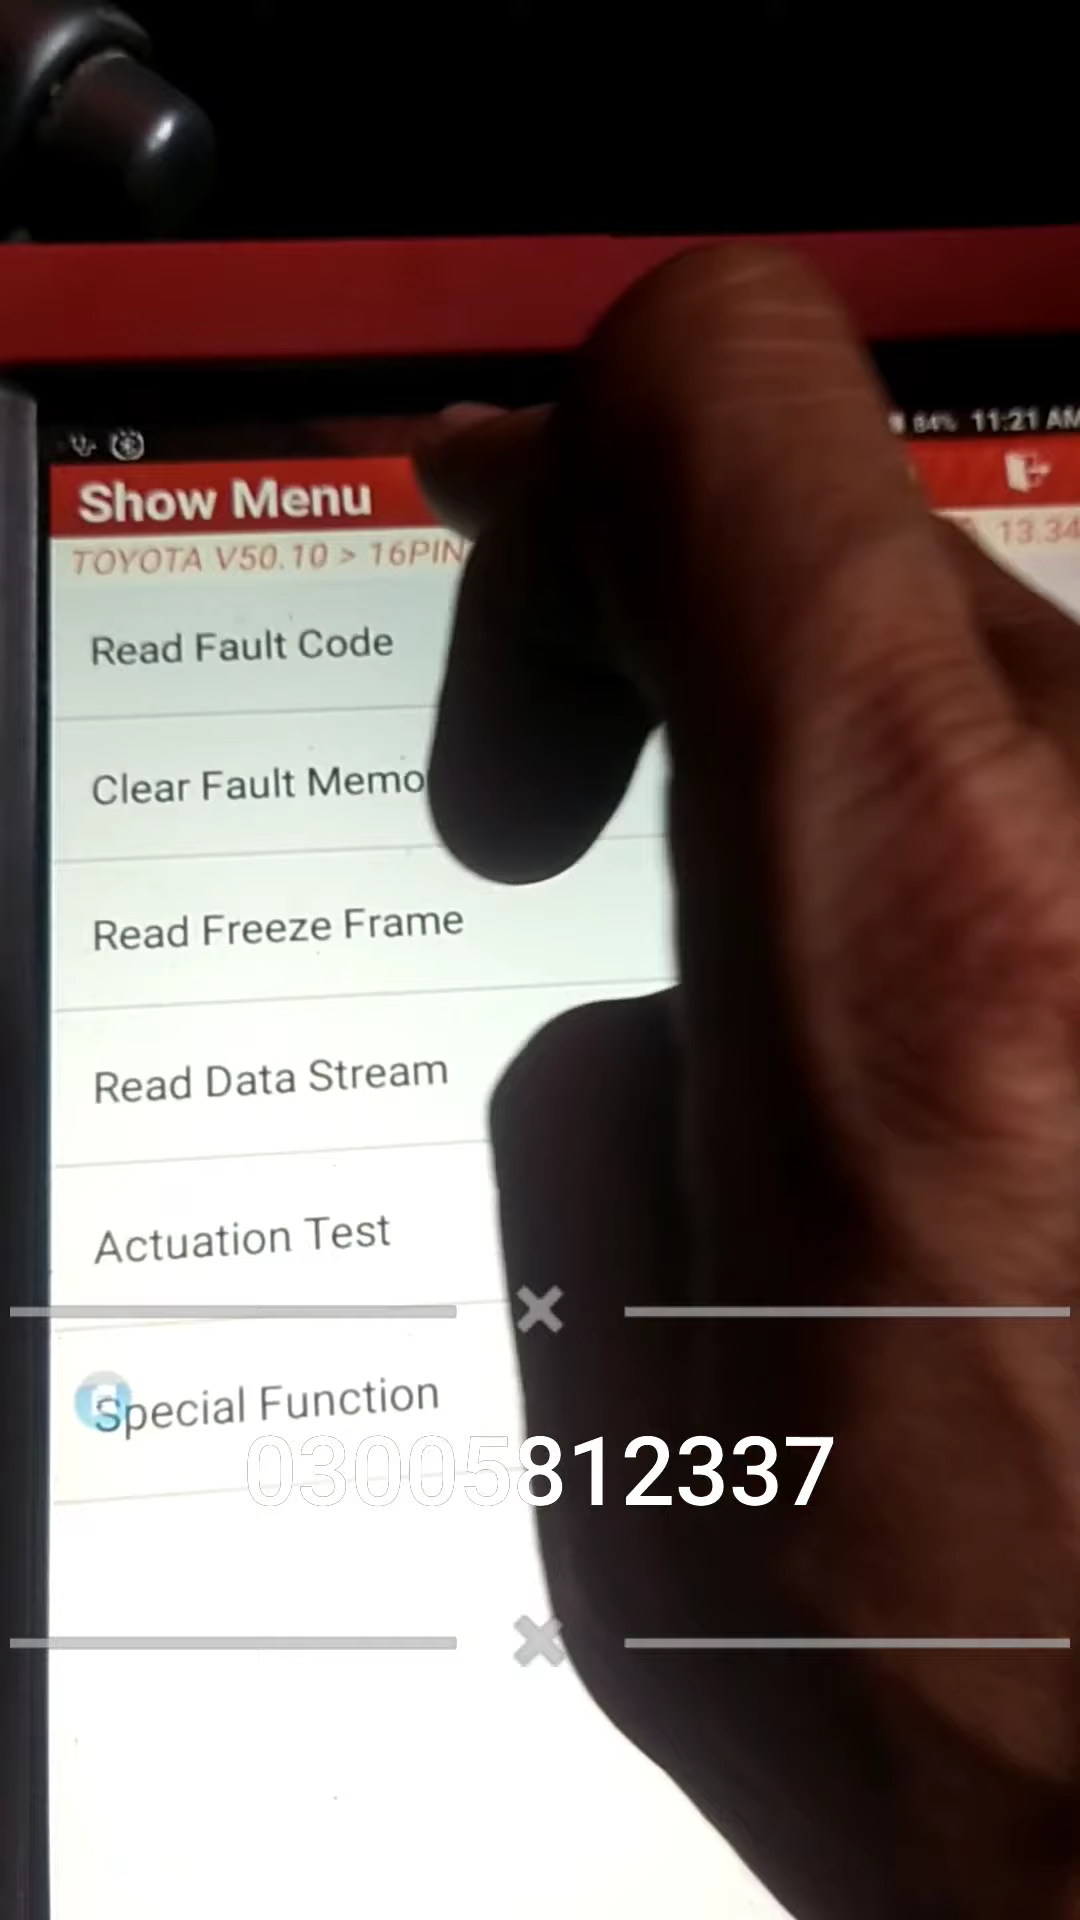 84% 11:21 AM
Show Menu
TOYOTA V50.10 > 16PIN
13.34
Read Fault Code
Clear Fault Memo
Read Freeze Frame
Read Data Stream
Actuation Test
Special Function
03005812337